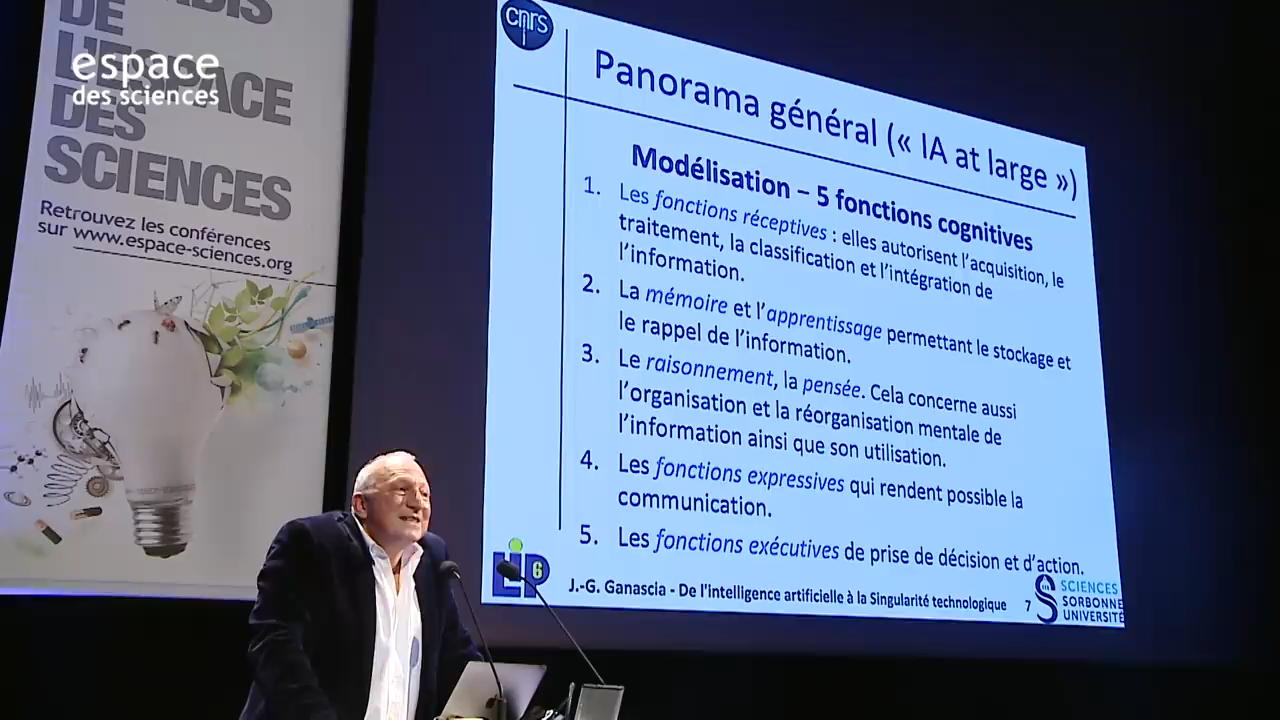 DE
L'ESPACE
DES
SCIENCES
espace
des sciences
Retrouvez les conférences
sur www.espace-sciences.org
cnrs
Panorama général (« IA at large »)
Modélisation – 5 fonctions cognitives
1. Les fonctions réceptives : elles autorisent l'acquisition, le
traitement, la classification et l'intégration de
l'information.
2. La mémoire et l'apprentissage permettant le stockage et
le rappel de l'information.
3. Le raisonnement, la pensée. Cela concerne aussi
l'organisation et la réorganisation mentale de
l'information ainsi que son utilisation.
4. Les fonctions expressives qui rendent possible la
communication.
5. Les fonctions exécutives de prise de décision et d'action.
LIP6
J.-G. Ganascia - De l'intelligence artificielle à la Singularité technologique 7
SCIENCES
SORBONNE
UNIVERSITÉ